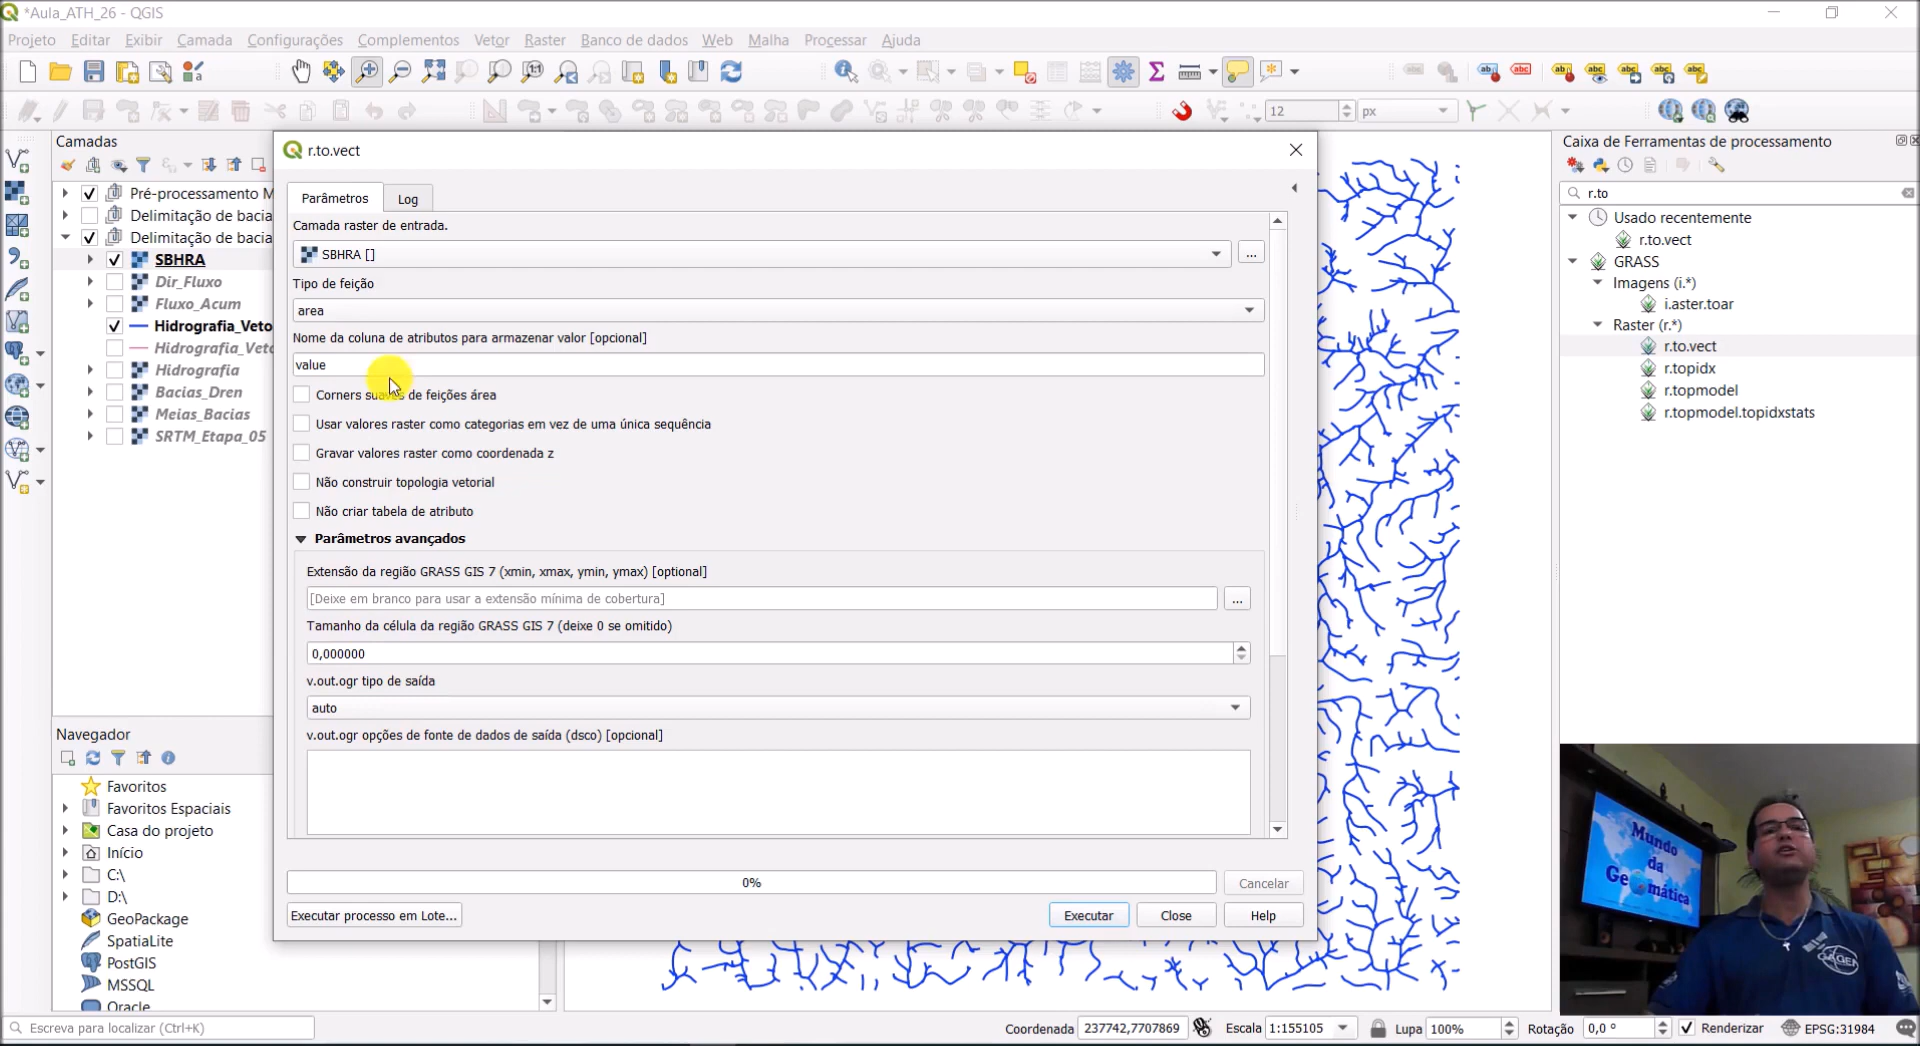 *Aula_ATH_26 - QGIS
Projeto Editar Exibir Camada Configurações Complementos Vetor Raster Banco de dados Web Malha Processar Ajuda
12 px
Camadas
Pré-processamento M
Delimitação de bacia
Delimitação de bacia
SBHRA
Dir_Fluxo
Fluxo_Acum
Hidrografia_Veto
Hidrografia_Veto
Hidrografia
Bacias_Dren
Meias_Bacias
SRTM_Etapa_05
Navegador
Favoritos
Favoritos Espaciais
Casa do projeto
Início
C:\
D:\
GeoPackage
SpatiaLite
PostGIS
MSSQL
Oracle
r.to.vect
Parâmetros Log
Camada raster de entrada.
SBHRA []
...
Tipo de feição
area
Nome da coluna de atributos para armazenar valor [opcional]
value
Corners suaves de feições área
Usar valores raster como categorias em vez de uma única sequência
Gravar valores raster como coordenada z
Não construir topologia vetorial
Não criar tabela de atributo
Parâmetros avançados
Extensão da região GRASS GIS 7 (xmin, xmax, ymin, ymax) [optional]
[Deixe em branco para usar a extensão mínima de cobertura]
...
Tamanho da célula da região GRASS GIS 7 (deixe 0 se omitido)
0,000000
v.out.ogr tipo de saída
auto
v.out.ogr opções de fonte de dados de saída (dsco) [opcional]
0%
Cancelar
Executar processo em Lote...
Executar
Close
Help
Caixa de Ferramentas de processamento
r.to
Usado recentemente
r.to.vect
GRASS
Imagens (i.*)
i.aster.toar
Raster (r.*)
r.to.vect
r.topidx
r.topmodel
r.topmodel.topidxstats
Mundo
da
Geomática
Escreva para localizar (Ctrl+K)
Coordenada 237742,7707869 Escala 1:155105 Lupa 100% Rotação 0,0 ° Renderizar EPSG:31984